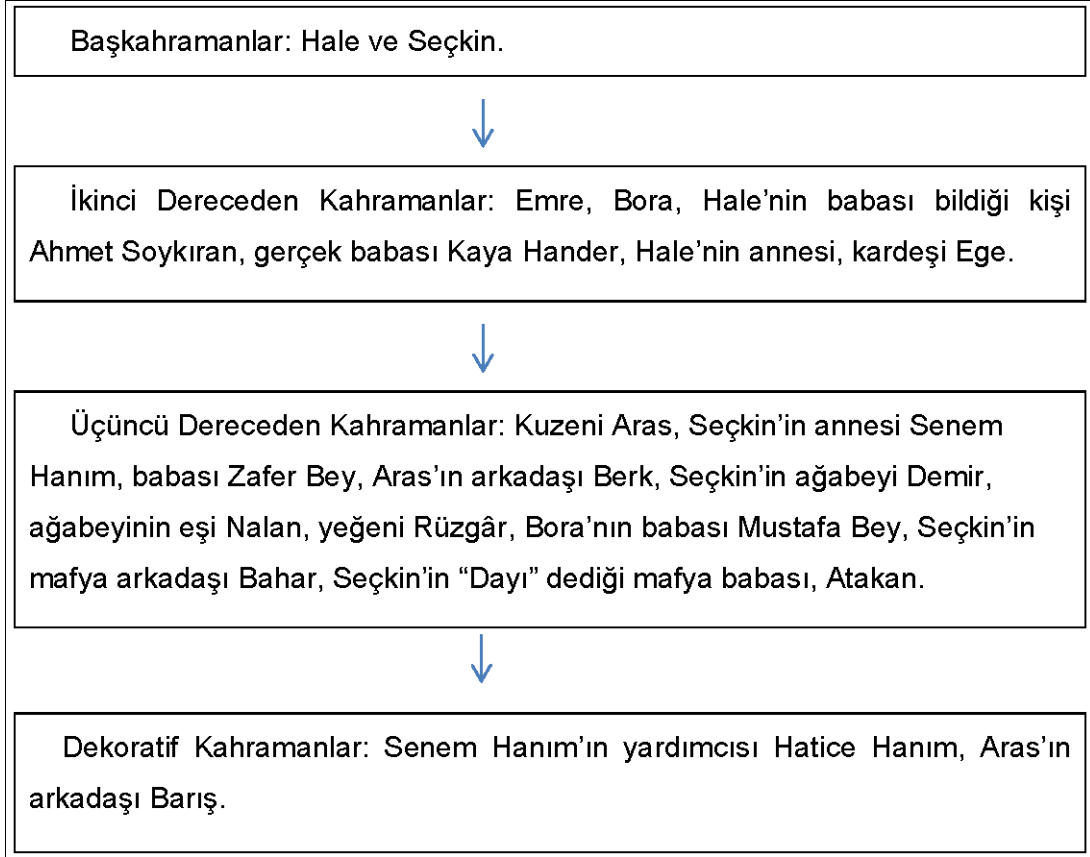 Başkahramanlar: Hale ve Seçkin.
İkinci Dereceden Kahramanlar: Emre, Bora, Hale’nin babası bildiği kişi
Ahmet Soykıran, gerçek babası Kaya Hander, Hale’nin annesi, kardeşi Ege.
Üçüncü Dereceden Kahramanlar: Kuzeni Aras, Seçkin’in annesi Senem
Hanım, babası Zafer Bey, Aras’ın arkadaşı Berk, Seçkin’in ağabeyi Demir,
ağabeyinin eşi Nalan, yeğeni Rüzgâr, Bora’nın babası Mustafa Bey, Seçkin’in
mafya arkadaşı Bahar, Seçkin’in “Dayı” dediği mafya babası, Atakan.
Dekoratif Kahramanlar: Senem Hanım’ın yardımcısı Hatice Hanım, Aras’ın
arkadaşı Barış.